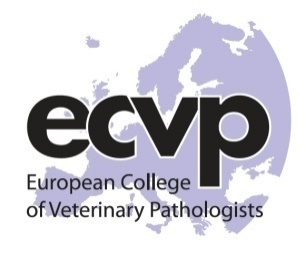 ecvp
European College
of Veterinary Pathologists